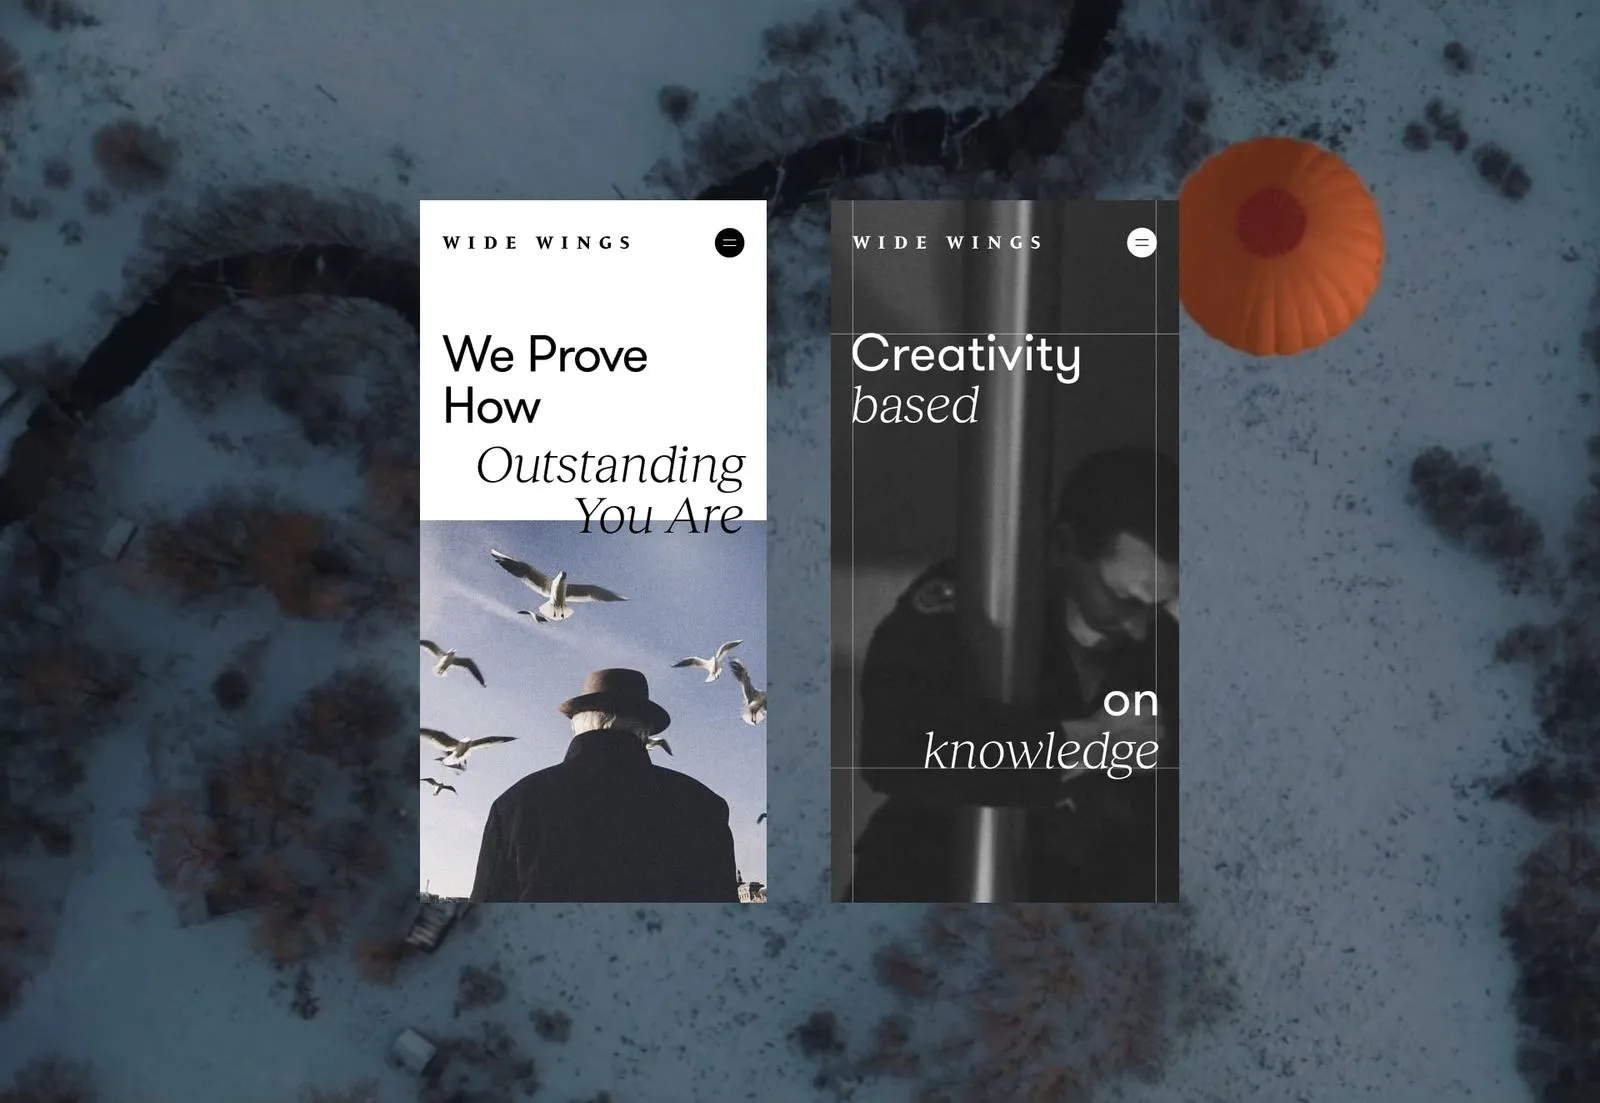 WIDE WINGS
We Prove
How
Outstanding
You Are
WIDE WINGS
Creativity
based
on
knowledge